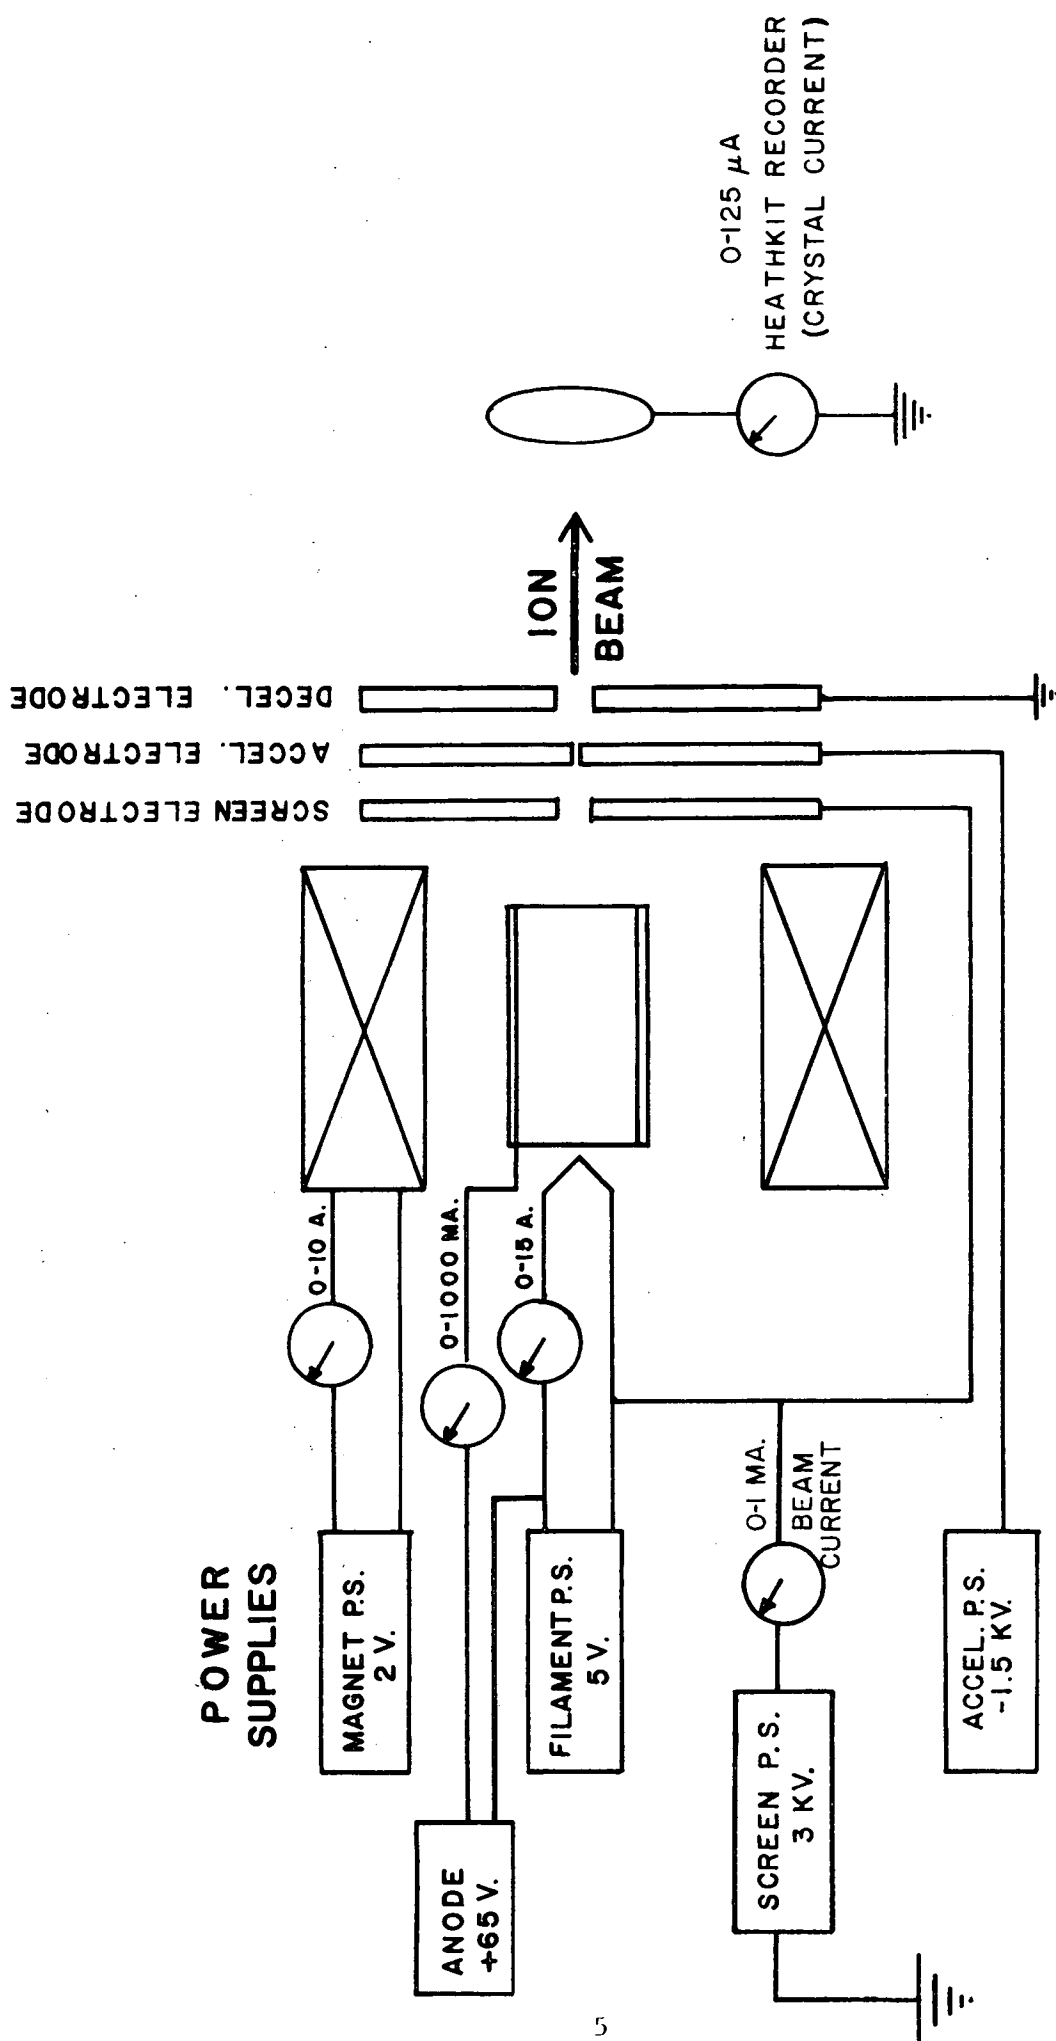 POWER
SUPPLIES
MAGNET P.S.
2 V.
0-10 A.
ANODE
+65 V.
0-1000 MA.
FILAMENT P.S.
5 V.
0-15 A.
SCREEN P.S.
3 KV.
0-1 MA.
BEAM
CURRENT
ACCEL. P.S.
-1.5 KV.
SCREEN ELECTRODE
ACCEL. ELECTRODE
DECEL. ELECTRODE
ION
BEAM
0-125 μA
HEATHKIT RECORDER
(CRYSTAL CURRENT)
5